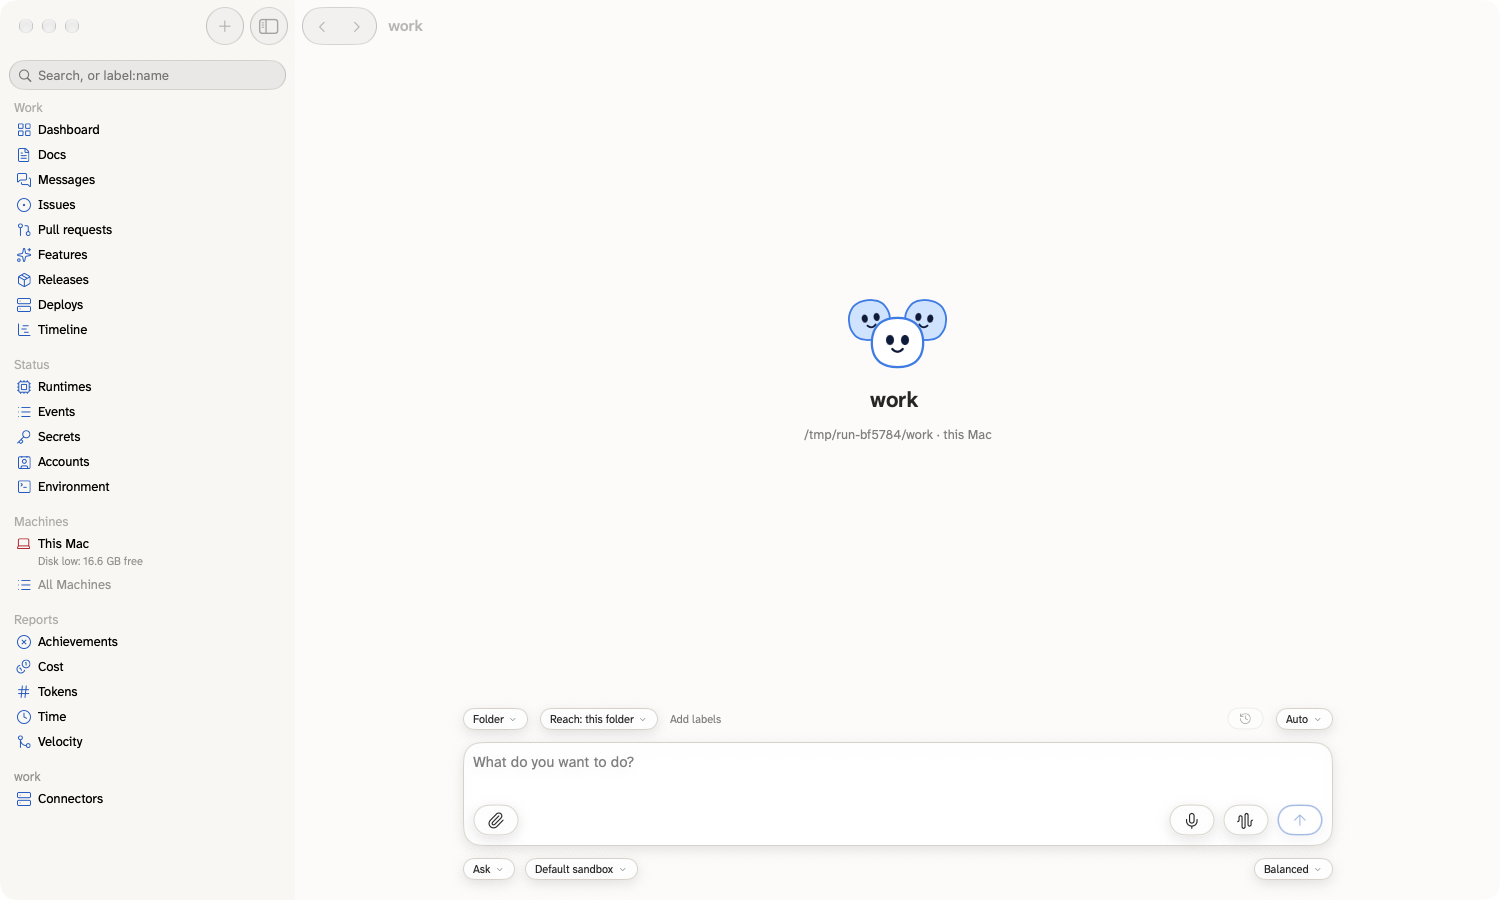 work
Search, or label:name
Work
Dashboard
Docs
Messages
Issues
Pull requests
Features
Releases
Deploys
Timeline
Status
Runtimes
Events
Secrets
Accounts
Environment
Machines
This Mac
Disk low: 16.6 GB free
All Machines
Reports
Achievements
Cost
Tokens
Time
Velocity
work
Connectors
work
/tmp/run-bf5784/work · this Mac
Folder
Reach: this folder
Add labels
Auto
What do you want to do?
Ask
Default sandbox
Balanced